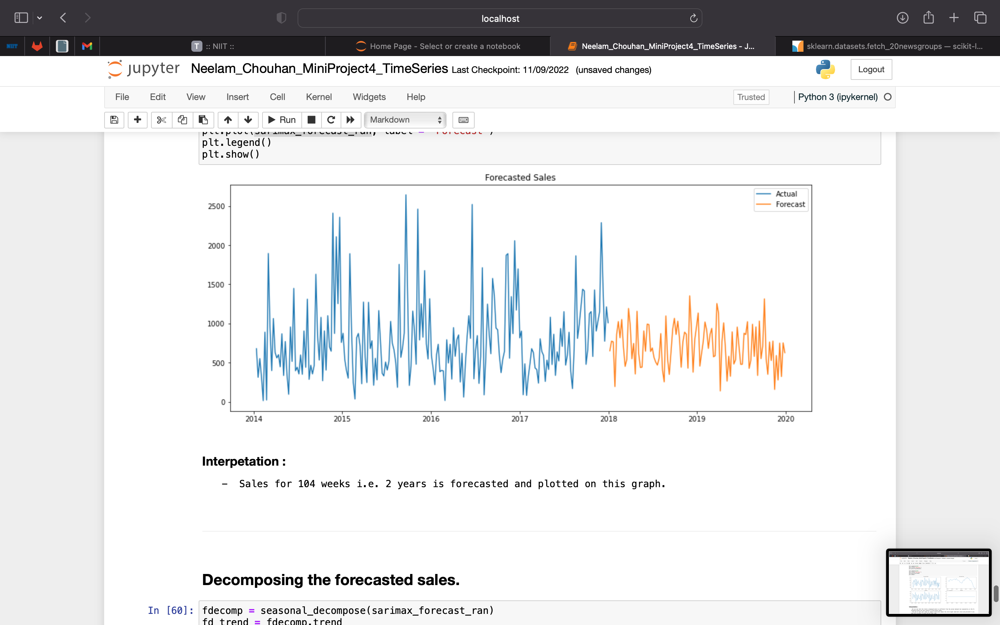 localhost
NIIT
T :: NIIT ::
Home Page - Select or create a notebook
Neelam_Chouhan_MiniProject4_TimeSeries - J...
sklearn.datasets.fetch_20newsgroups — scikit-l...
jupyter Neelam_Chouhan_MiniProject4_TimeSeries Last Checkpoint: 11/09/2022 (unsaved changes)
Logout
File Edit View Insert Cell Kernel Widgets Help
Trusted
Python 3 (ipykernel)
Run
Markdown
plt.plot(sarimax_forecast_ran, label = 'Forecast')
plt.legend()
plt.show()
Forecasted Sales
Actual
Forecast
2500
2000
1500
1000
500
0
2014 2015 2016 2017 2018 2019 2020
Interpetation :
– Sales for 104 weeks i.e. 2 years is forecasted and plotted on this graph.
Decomposing the forecasted sales.
In [60]: fdecomp = seasonal_decompose(sarimax_forecast_ran)
fd_trend = fdecomp.trend